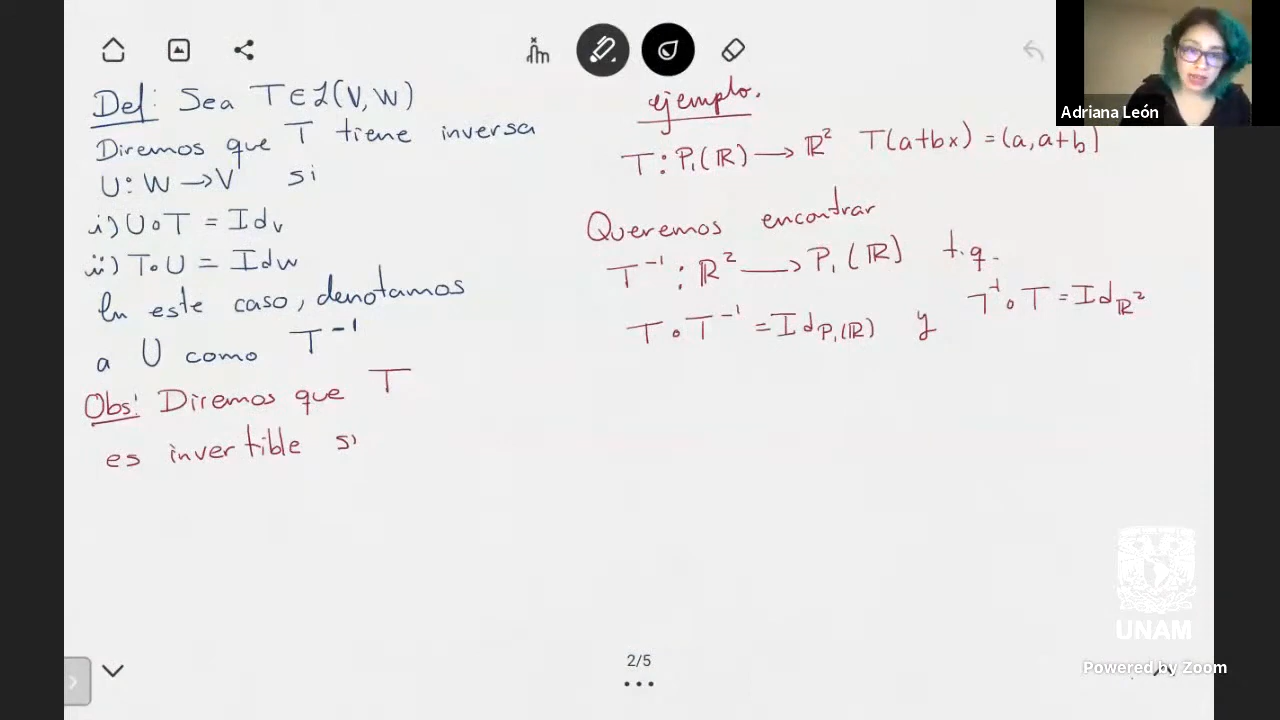 Def: Sea T ∈ ℒ(V, W)
Diremos que T tiene inversa
U: W → V si
i) U∘T = Id_V
ii) T∘U = Id_W
En este caso, denotamos
a U como T⁻¹
Obs: Diremos que T
es invertible si
ejemplo.
T: P₁(ℝ) → ℝ² T(a+bx) = (a, a+b)
Queremos encontrar
T⁻¹: ℝ² → P₁(ℝ) t.q.
T∘T⁻¹ = Id_P₁(ℝ) y T⁻¹∘T = Id_ℝ²
Adriana León
UNAM
Powered by Zoom
2/5